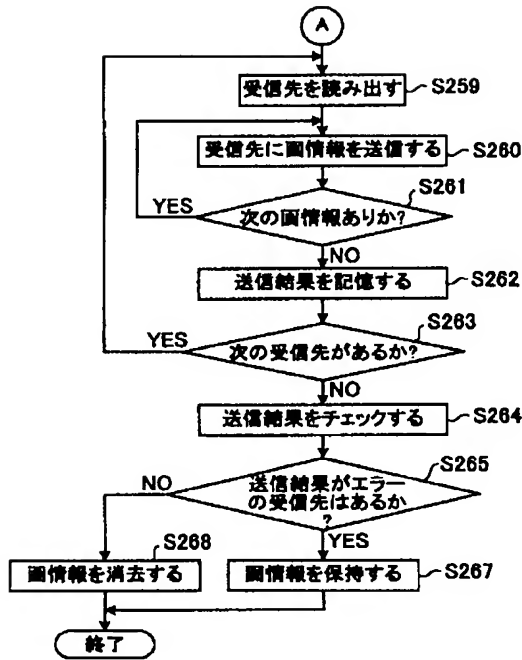 A
受信先を読み出す
S259
受信先に画情報を送信する
S260
S261
YES
次の画情報ありか?
NO
送信結果を記憶する
S262
S263
YES
次の受信先があるか?
NO
送信結果をチェックする
S264
S265
NO
送信結果がエラー
の受信先はあるか
?
YES
S268
画情報を消去する
画情報を保持する
S267
終了